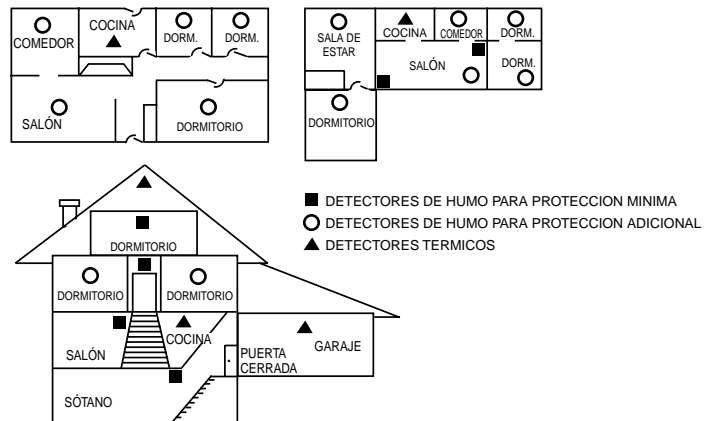 COCINA
DORM.
DORM.
COMEDOR
SALÓN
DORMITORIO
SALA DE
ESTAR
COCINA
COMEDOR
DORM.
SALÓN
DORM.
DORMITORIO
DETECTORES DE HUMO PARA PROTECCION MINIMA
DETECTORES DE HUMO PARA PROTECCION ADICIONAL
DETECTORES TERMICOS
DORMITORIO
DORMITORIO
DORMITORIO
COCINA
SALÓN
PUERTA
CERRADA
GARAJE
SÓTANO